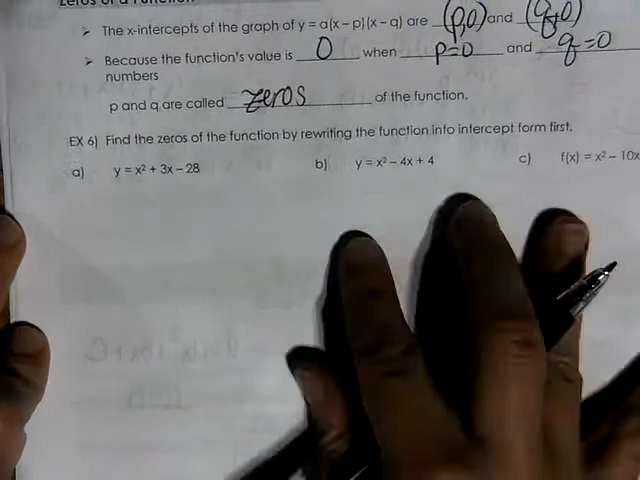 Zeros of a Function
➤ The x-intercepts of the graph of y = a(x – p)(x – q) are (p,0) and (q,0)
➤ Because the function's value is 0 when p=0 and q=0
numbers
p and q are called zeros of the function.
EX 6) Find the zeros of the function by rewriting the function into intercept form first.
a) y = x² + 3x – 28 b) y = x² – 4x + 4 c) f(x) = x² – 10x